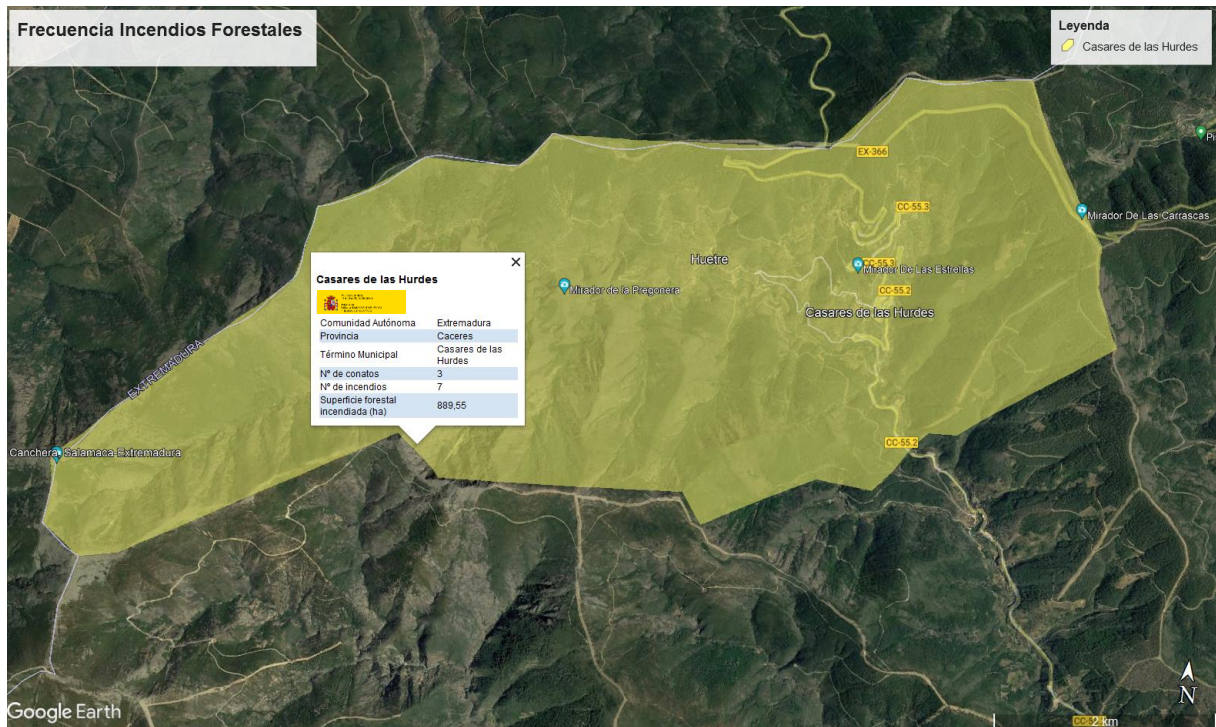 Frecuencia Incendios Forestales
Leyenda
Casares de las Hurdes
EX-366
CC-55.3
Mirador De Las Carrascas
Huetre
CC-55.3
Mirador De Las Estrellas
Mirador de la Pregonera
CC-55.2
Casares de las Hurdes
EXTREMADURA
Casares de las Hurdes
Comunidad Autónoma Extremadura
Provincia Caceres
Término Municipal Casares de las
Hurdes
Nº de conatos 3
Nº de incendios 7
Superficie forestal
incendiada (ha) 889,55
CC-55.2
Canchera Salamaca-Extremadura
N
Google Earth
2 km